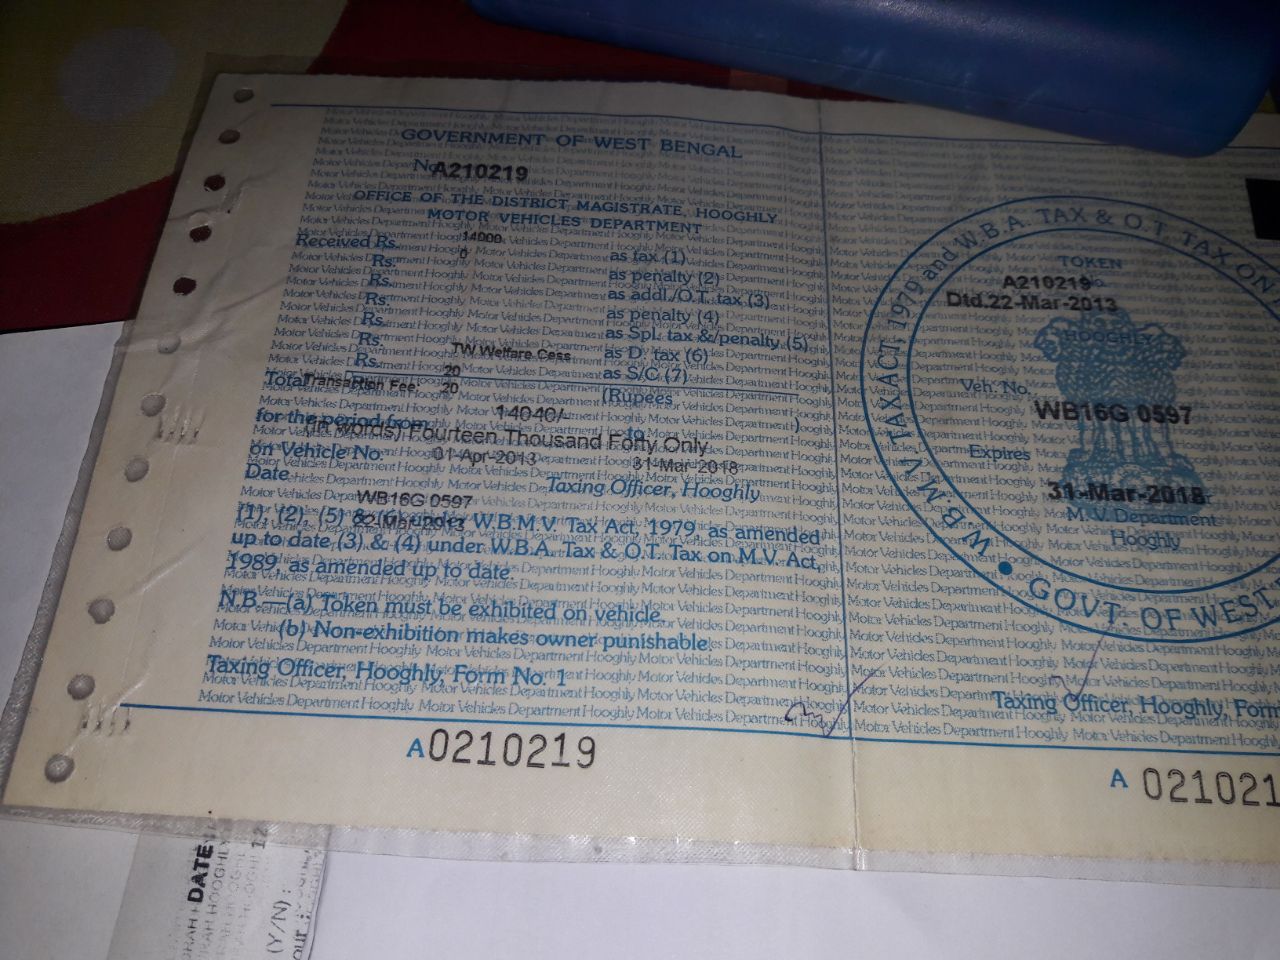 GOVERNMENT OF WEST BENGAL
No. A210219
OFFICE OF THE DISTRICT MAGISTRATE, HOOGHLY
MOTOR VEHICLES DEPARTMENT
Received Rs. 14000 as tax (1)
Rs. 0 as penalty (2)
Rs. as addl./O.T. tax (3)
Rs. as penalty (4)
Rs. as Spl. tax &/penalty (5)
Rs. TW Welfare Cess as D. tax (6)
Rs. 20 as S/C (7)
Total Transaction Fee: 20 (Rupees
14040/- )
for the period from to
(in words) Fourteen Thousand Forty Only
on Vehicle No. 01-Apr-2013 31-Mar-2018
Date Taxing Officer, Hooghly
WB16G 0597
22-Mar-2013
(1), (2), (5) & (6) under W.B.M.V. Tax Act, 1979, as amended
up to date (3) & (4) under W.B.A. Tax & O.T. Tax on M.V. Act,
1989 as amended up to date.
N.B.— (a) Token must be exhibited on vehicle
(b) Non-exhibition makes owner punishable
Taxing Officer, Hooghly, Form No. 1
A 0210219
W.B.M.V. TAX ACT, 1979 and W.B.A. TAX & O.T. TAX ON
TOKEN
No.
A210219
Dtd.22-Mar-2013
HOOGHLY
Veh. No.
WB16G 0597
Expires
31-Mar-2018
M.V. Department
Hooghly
GOVT. OF WEST
Taxing Officer, Hooghly, Form
A 021021
DATE
12
(Y/N) :